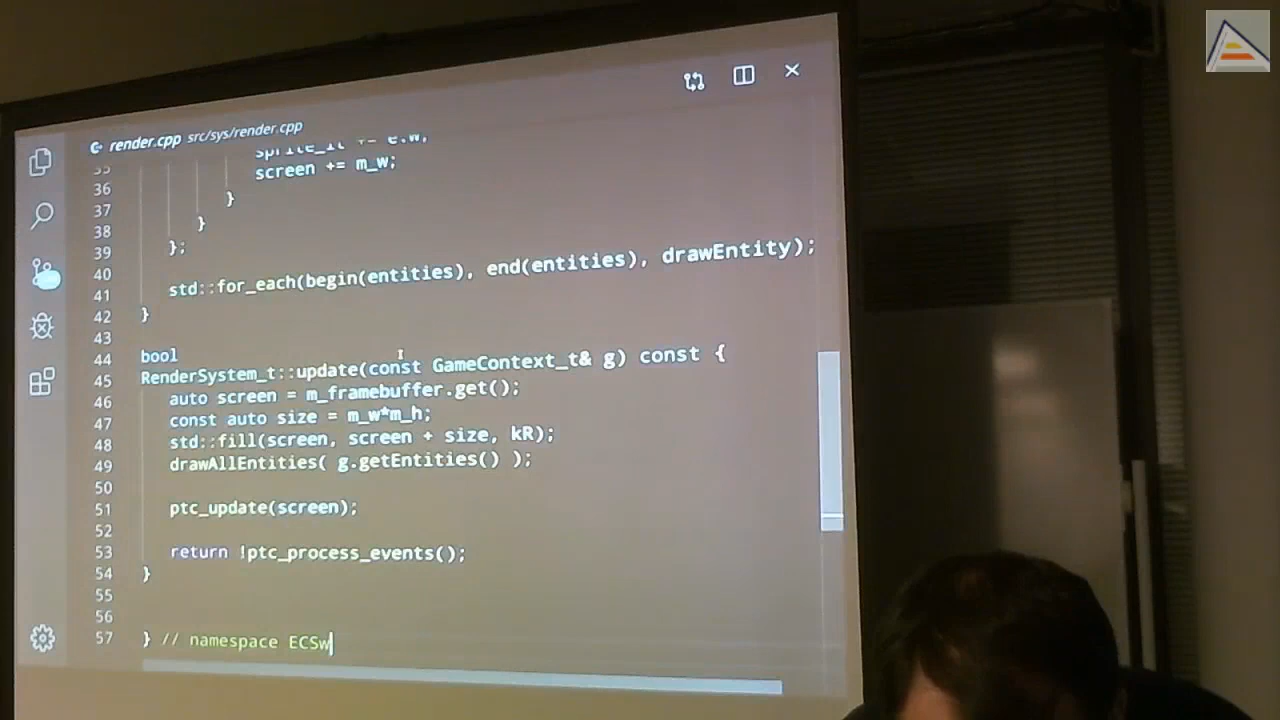 render.cpp src/sys/render.cpp
35 sprite_it += e.w;
36 screen += m_w;
37 }
38 }
39 };
40
41 std::for_each(begin(entities), end(entities), drawEntity);
42 }
43
44 bool
45 RenderSystem_t::update(const GameContext_t& g) const {
46 auto screen = m_framebuffer.get();
47 const auto size = m_w*m_h;
48 std::fill(screen, screen + size, kR);
49 drawAllEntities( g.getEntities() );
50
51 ptc_update(screen);
52
53 return !ptc_process_events();
54 }
55
56
57 } // namespace ECSw